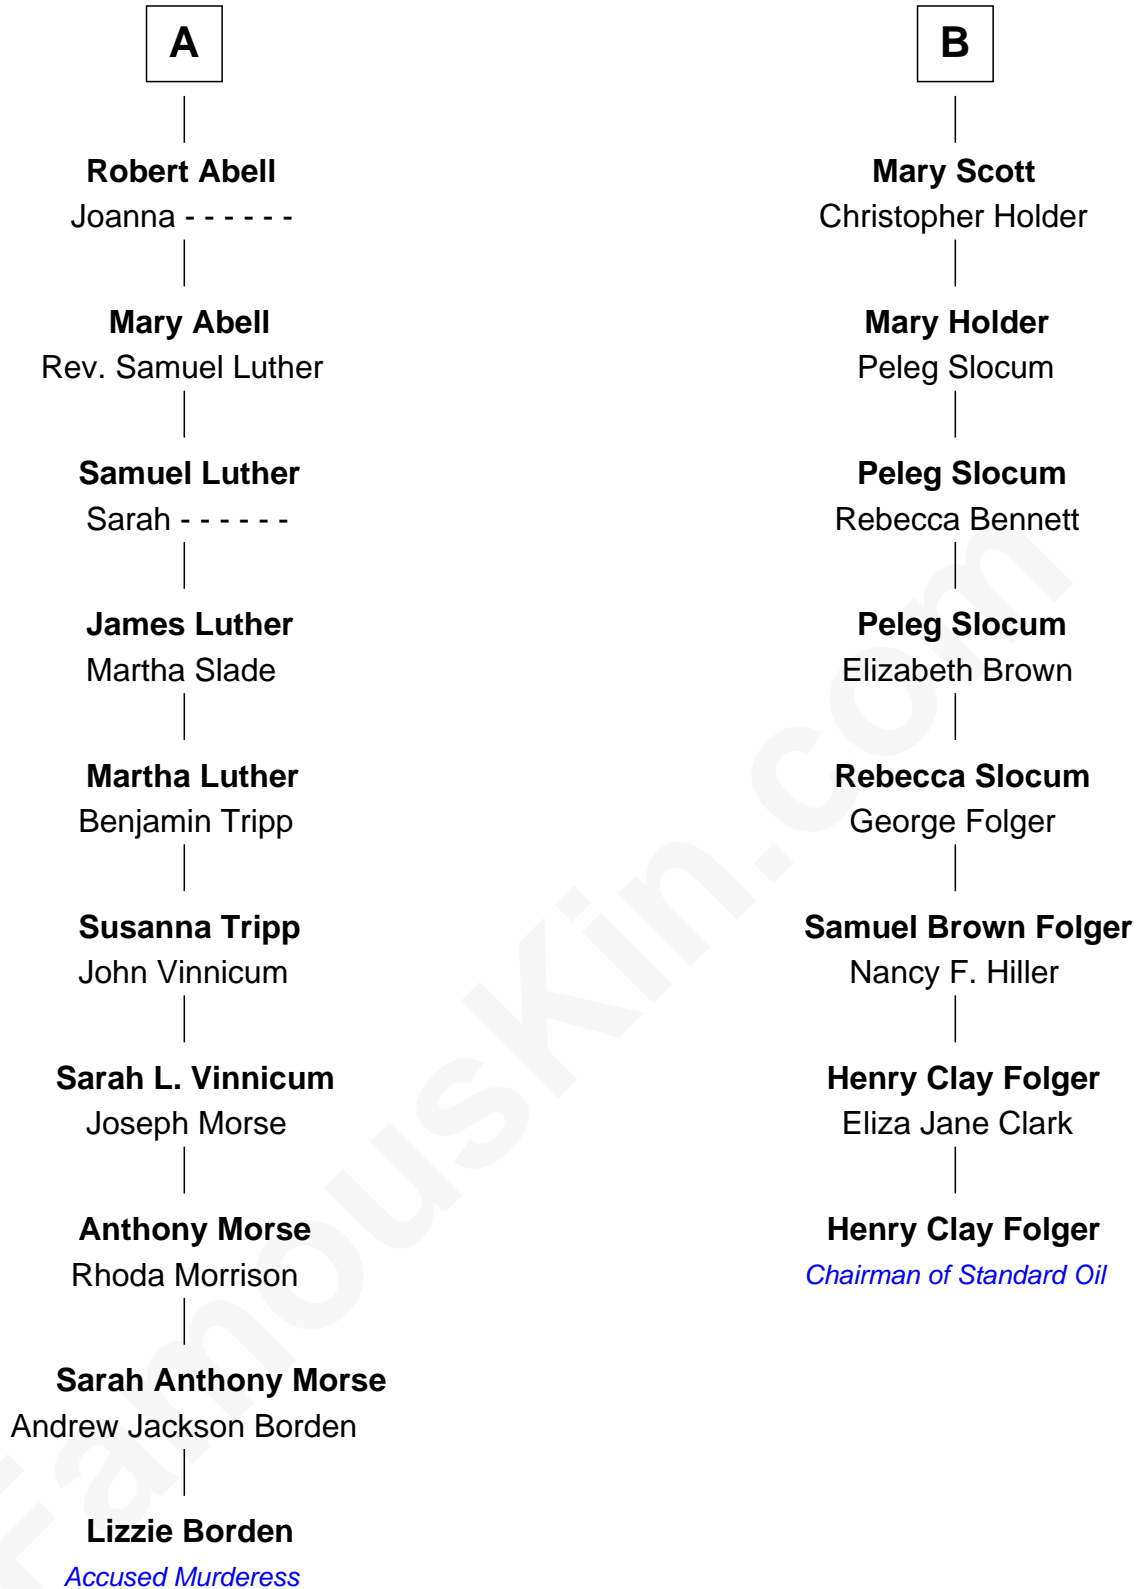 A
Robert Abell
Joanna - - - - - -
Mary Abell
Rev. Samuel Luther
Samuel Luther
Sarah - - - - - -
James Luther
Martha Slade
Martha Luther
Benjamin Tripp
Susanna Tripp
John Vinnicum
Sarah L. Vinnicum
Joseph Morse
Anthony Morse
Rhoda Morrison
Sarah Anthony Morse
Andrew Jackson Borden
Lizzie Borden
Accused Murderess
B
Mary Scott
Christopher Holder
Mary Holder
Peleg Slocum
Peleg Slocum
Rebecca Bennett
Peleg Slocum
Elizabeth Brown
Rebecca Slocum
George Folger
Samuel Brown Folger
Nancy F. Hiller
Henry Clay Folger
Eliza Jane Clark
Henry Clay Folger
Chairman of Standard Oil
FamousKin.com